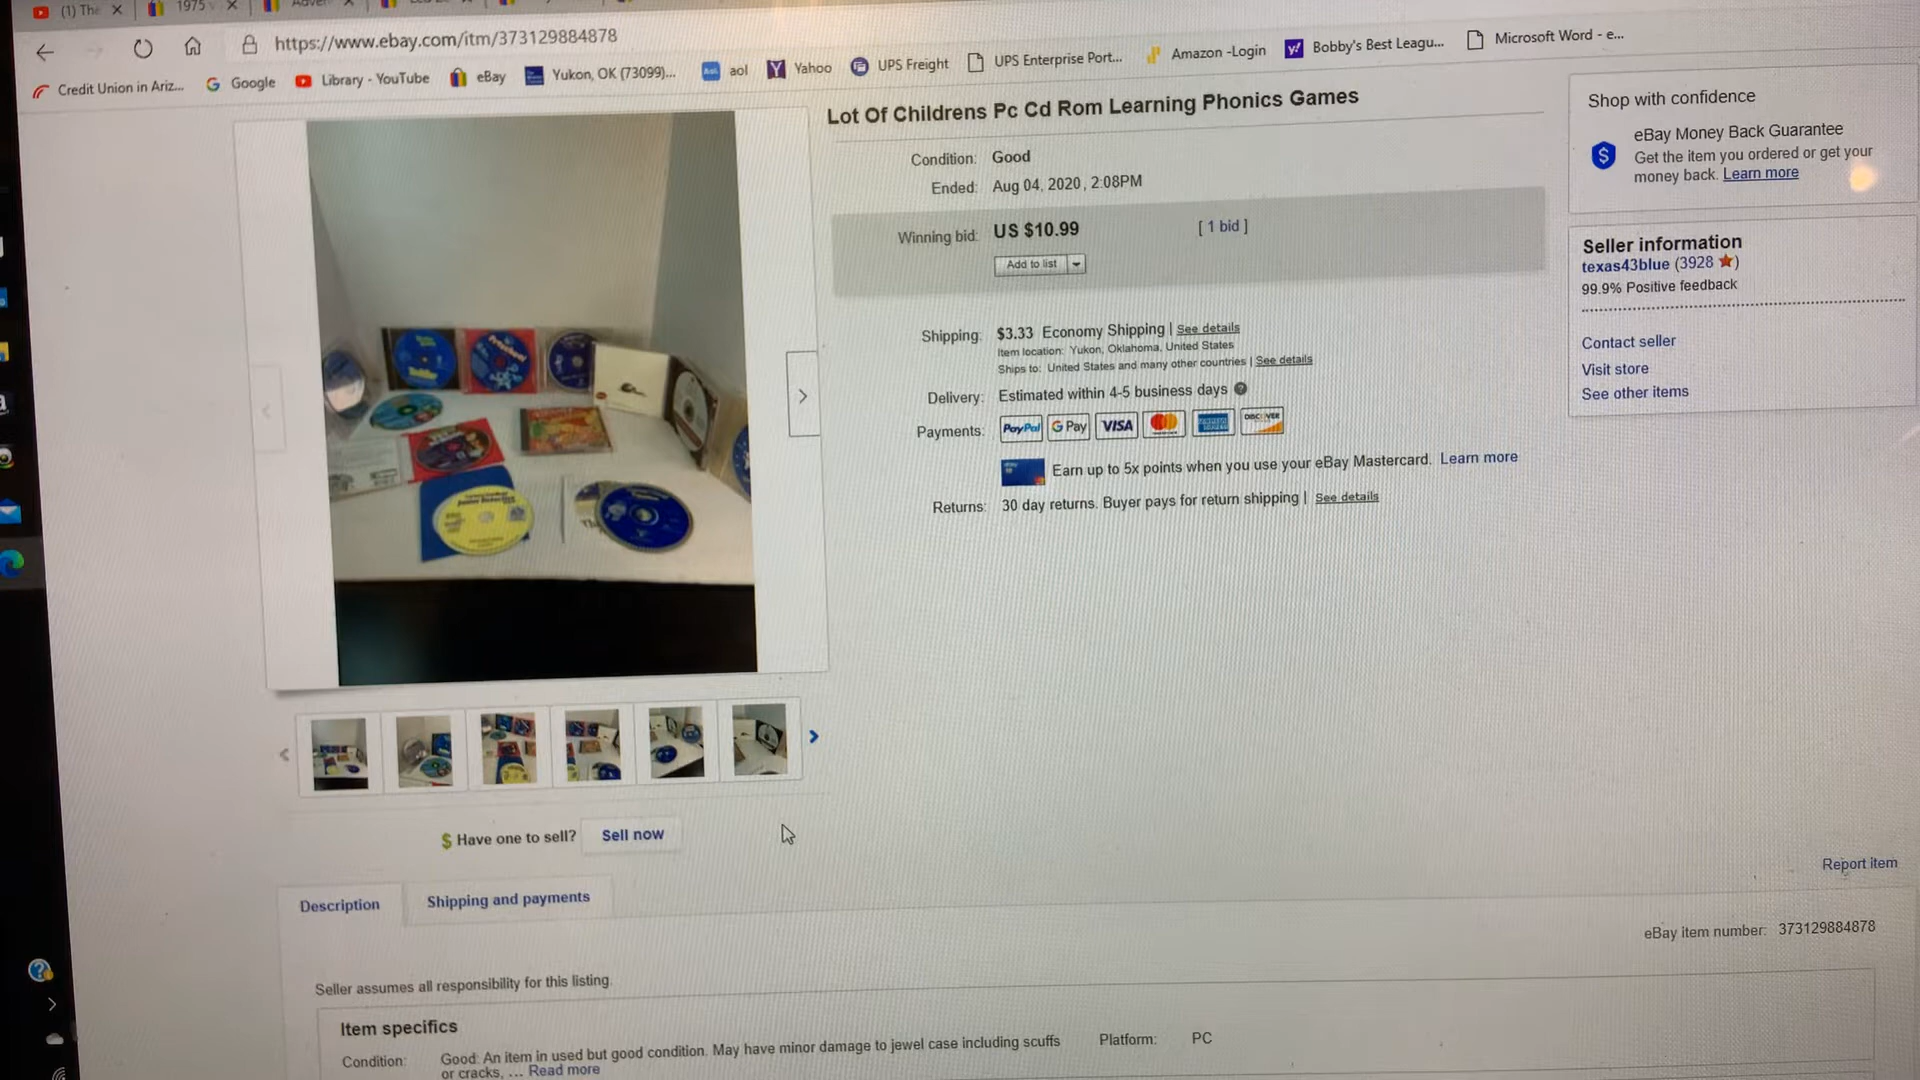 (1) The
1975
https://www.ebay.com/itm/373129884878
Credit Union in Ariz...
Google
Library - YouTube
eBay
Yukon, OK (73099)...
Aol.
aol
Yahoo
UPS Freight
UPS Enterprise Port...
Amazon -Login
Bobby's Best Leagu...
Microsoft Word - e...
Lot Of Childrens Pc Cd Rom Learning Phonics Games
Condition: Good
Ended: Aug 04, 2020, 2:08PM
Winning bid: US $10.99 [ 1 bid ]
Add to list
Shipping: $3.33 Economy Shipping | See details
Item location: Yukon, Oklahoma, United States
Ships to: United States and many other countries | See details
Delivery: Estimated within 4-5 business days
Payments: PayPal G Pay VISA DISCOVER
Earn up to 5x points when you use your eBay Mastercard. Learn more
Returns: 30 day returns. Buyer pays for return shipping | See details
Shop with confidence
eBay Money Back Guarantee
Get the item you ordered or get your
money back. Learn more
Seller information
texas43blue (3928 )
99.9% Positive feedback
Contact seller
Visit store
See other items
$ Have one to sell? Sell now
Report item
Description
Shipping and payments
eBay item number: 373129884878
Seller assumes all responsibility for this listing.
Item specifics
Condition: Good: An item in used but good condition. May have minor damage to jewel case including scuffs
or cracks, ... Read more
Platform: PC